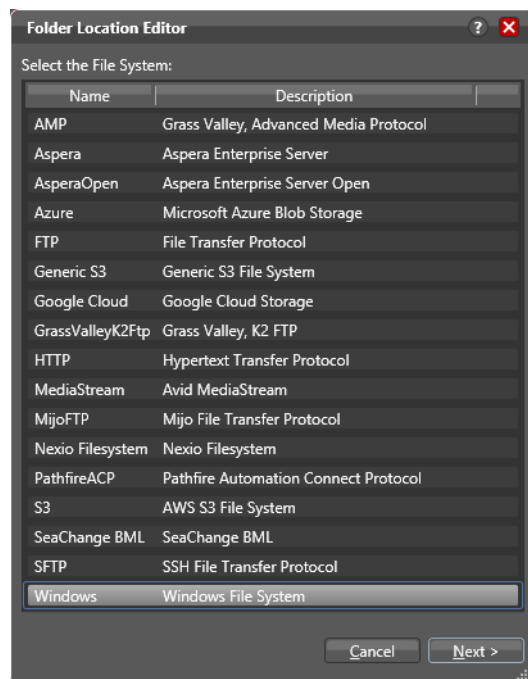 Folder Location Editor ? X
Select the File System:
Name Description
AMP Grass Valley, Advanced Media Protocol
Aspera Aspera Enterprise Server
AsperaOpen Aspera Enterprise Server Open
Azure Microsoft Azure Blob Storage
FTP File Transfer Protocol
Generic S3 Generic S3 File System
Google Cloud Google Cloud Storage
GrassValleyK2Ftp Grass Valley, K2 FTP
HTTP Hypertext Transfer Protocol
MediaStream Avid MediaStream
MijoFTP Mijo File Transfer Protocol
Nexio Filesystem Nexio Filesystem
PathfireACP Pathfire Automation Connect Protocol
S3 AWS S3 File System
SeaChange BML SeaChange BML
SFTP SSH File Transfer Protocol
Windows Windows File System
Cancel Next >